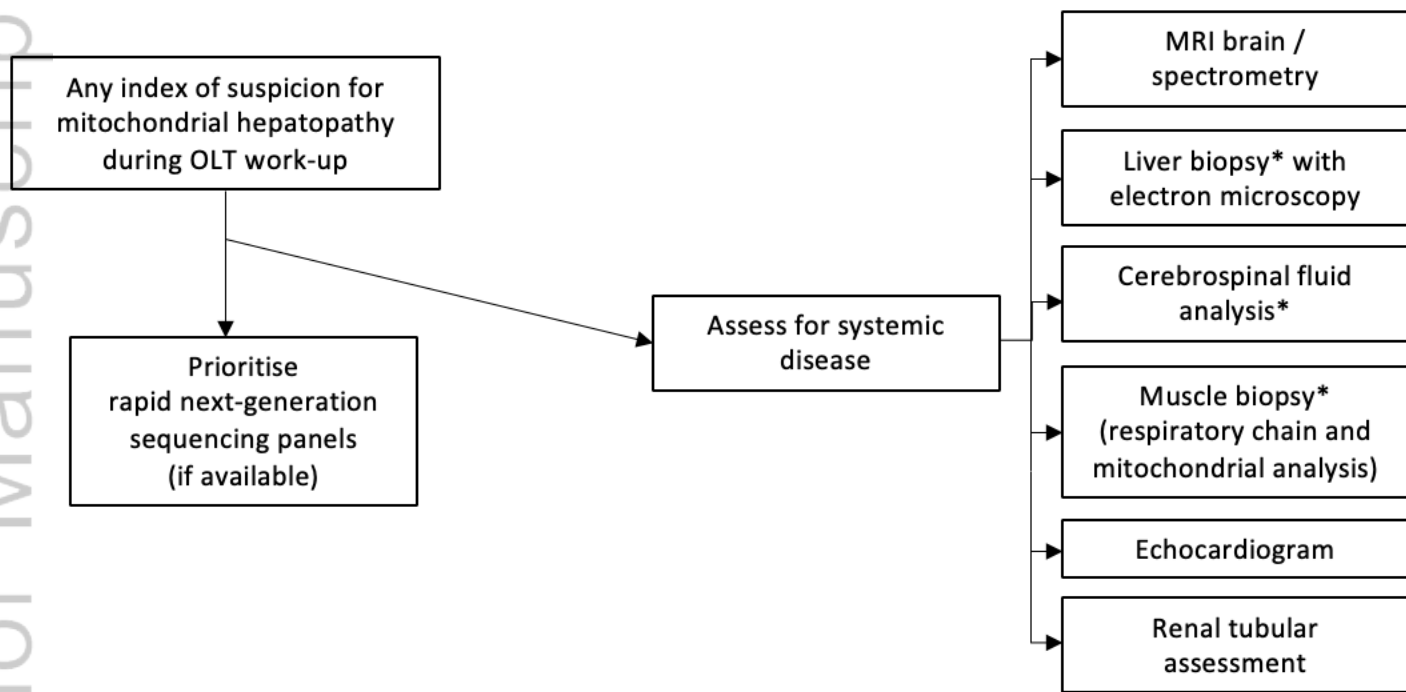 Any index of suspicion for
mitochondrial hepatopathy
during OLT work-up
Prioritise
rapid next-generation
sequencing panels
(if available)
Assess for systemic
disease
MRI brain /
spectrometry
Liver biopsy* with
electron microscopy
Cerebrospinal fluid
analysis*
Muscle biopsy*
(respiratory chain and
mitochondrial analysis)
Echocardiogram
Renal tubular
assessment